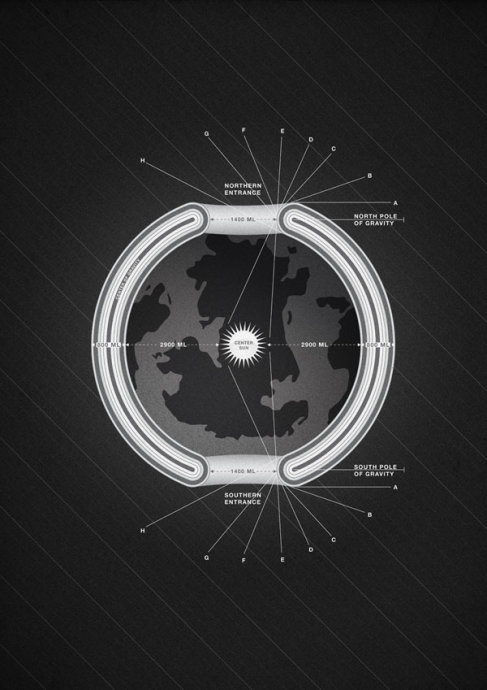 G
F
E
D
C
H
B
NORTHERN
ENTRANCE
A
1400 ML
NORTH POLE
OF GRAVITY
800 ML
2900 ML
CENTER
SUN
2900 ML
800 ML
1400 ML
SOUTH POLE
OF GRAVITY
A
SOUTHERN
ENTRANCE
B
H
C
D
G
F
E